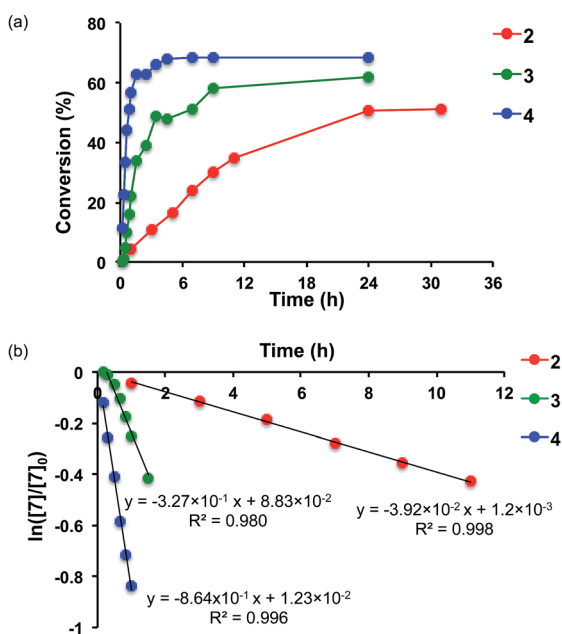 (a)
80
60
40
20
0
Conversion (%)
0 6 12 18 24 30 36
Time (h)
2
3
4
(b)
Time (h)
0 2 4 6 8 10 12
0
-0.2
-0.4
-0.6
-0.8
-1
ln([7]/[7]₀)
2
3
4
y = -3.27×10⁻¹ x + 8.83×10⁻²
R² = 0.980
y = -3.92×10⁻² x + 1.2×10⁻³
R² = 0.998
y = -8.64x10⁻¹ x + 1.23×10⁻²
R² = 0.996